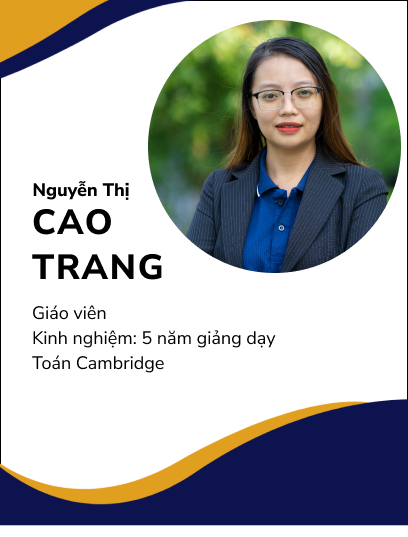 Nguyễn Thị
CAO
TRANG
Giáo viên
Kinh nghiệm: 5 năm giảng dạy
Toán Cambridge